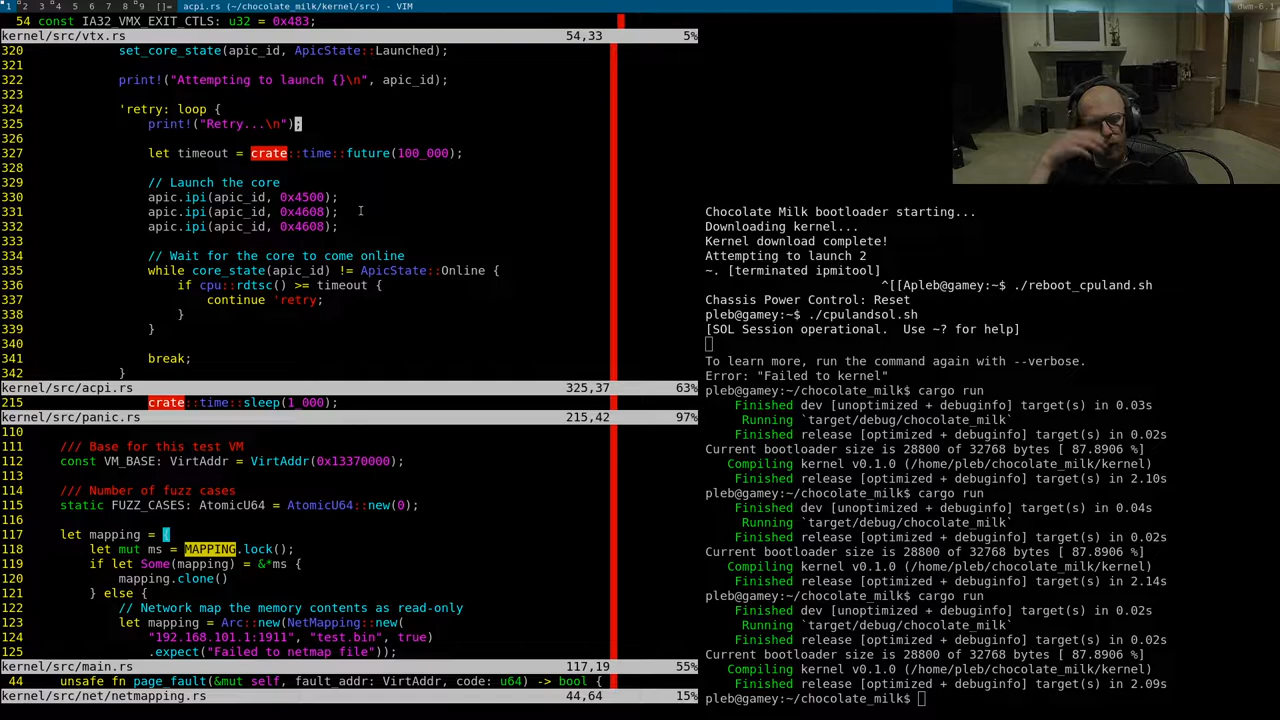 1 2 3 4 5 6 7 8 9 []= acpi.rs (~/chocolate_milk/kernel/src) - VIM dwm-6.1
54 const IA32_VMX_EXIT_CTLS: u32 = 0x483;
kernel/src/vtx.rs 54,33 5%
320 set_core_state(apic_id, ApicState::Launched);
321
322 print!("Attempting to launch {}\n", apic_id);
323
324 'retry: loop {
325 print!("Retry...\n");
326
327 let timeout = crate::time::future(100_000);
328
329 // Launch the core
330 apic.ipi(apic_id, 0x4500);
331 apic.ipi(apic_id, 0x4608);
332 apic.ipi(apic_id, 0x4608);
333
334 // Wait for the core to come online
335 while core_state(apic_id) != ApicState::Online {
336 if cpu::rdtsc() >= timeout {
337 continue 'retry;
338 }
339 }
340
341 break;
342 }
kernel/src/acpi.rs 325,37 63%
215 crate::time::sleep(1_000);
kernel/src/panic.rs 215,42 97%
110
111 /// Base for this test VM
112 const VM_BASE: VirtAddr = VirtAddr(0x13370000);
113
114 /// Number of fuzz cases
115 static FUZZ_CASES: AtomicU64 = AtomicU64::new(0);
116
117 let mapping = {
118 let mut ms = MAPPING.lock();
119 if let Some(mapping) = &*ms {
120 mapping.clone()
121 } else {
122 // Network map the memory contents as read-only
123 let mapping = Arc::new(NetMapping::new(
124 "192.168.101.1:1911", "test.bin", true)
125 .expect("Failed to netmap file"));
kernel/src/main.rs 117,19 55%
44 unsafe fn page_fault(&mut self, fault_addr: VirtAddr, code: u64) -> bool {
kernel/src/net/netmapping.rs 44,64 15%
Chocolate Milk bootloader starting...
Downloading kernel...
Kernel download complete!
Attempting to launch 2
~. [terminated ipmitool]
^[[Apleb@gamey:~$ ./reboot_cpuland.sh
Chassis Power Control: Reset
pleb@gamey:~$ ./cpulandsol.sh
[SOL Session operational. Use ~? for help]
To learn more, run the command again with --verbose.
Error: "Failed to kernel"
pleb@gamey:~/chocolate_milk$ cargo run
Finished dev [unoptimized + debuginfo] target(s) in 0.03s
Running `target/debug/chocolate_milk`
Finished release [optimized + debuginfo] target(s) in 0.02s
Current bootloader size is 28800 of 32768 bytes [ 87.8906 %]
Compiling kernel v0.1.0 (/home/pleb/chocolate_milk/kernel)
Finished release [optimized + debuginfo] target(s) in 2.10s
pleb@gamey:~/chocolate_milk$ cargo run
Finished dev [unoptimized + debuginfo] target(s) in 0.04s
Running `target/debug/chocolate_milk`
Finished release [optimized + debuginfo] target(s) in 0.02s
Current bootloader size is 28800 of 32768 bytes [ 87.8906 %]
Compiling kernel v0.1.0 (/home/pleb/chocolate_milk/kernel)
Finished release [optimized + debuginfo] target(s) in 2.14s
pleb@gamey:~/chocolate_milk$ cargo run
Finished dev [unoptimized + debuginfo] target(s) in 0.02s
Running `target/debug/chocolate_milk`
Finished release [optimized + debuginfo] target(s) in 0.02s
Current bootloader size is 28800 of 32768 bytes [ 87.8906 %]
Compiling kernel v0.1.0 (/home/pleb/chocolate_milk/kernel)
Finished release [optimized + debuginfo] target(s) in 2.09s
pleb@gamey:~/chocolate_milk$